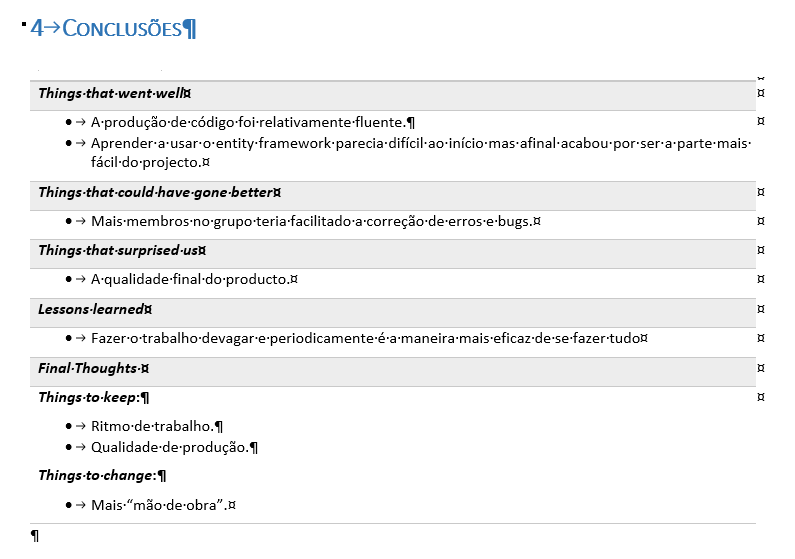 4 CONCLUSÕES
Things that went well
A produção de código foi relativamente fluente.
Aprender a usar o entity framework parecia difícil ao início mas afinal acabou por ser a parte mais
fácil do projecto.
Things that could have gone better
Mais membros no grupo teria facilitado a correção de erros e bugs.
Things that surprised us
A qualidade final do producto.
Lessons learned
Fazer o trabalho devagar e periodicamente é a maneira mais eficaz de se fazer tudo
Final Thoughts
Things to keep:
Ritmo de trabalho.
Qualidade de produção.
Things to change:
Mais “mão de obra”.